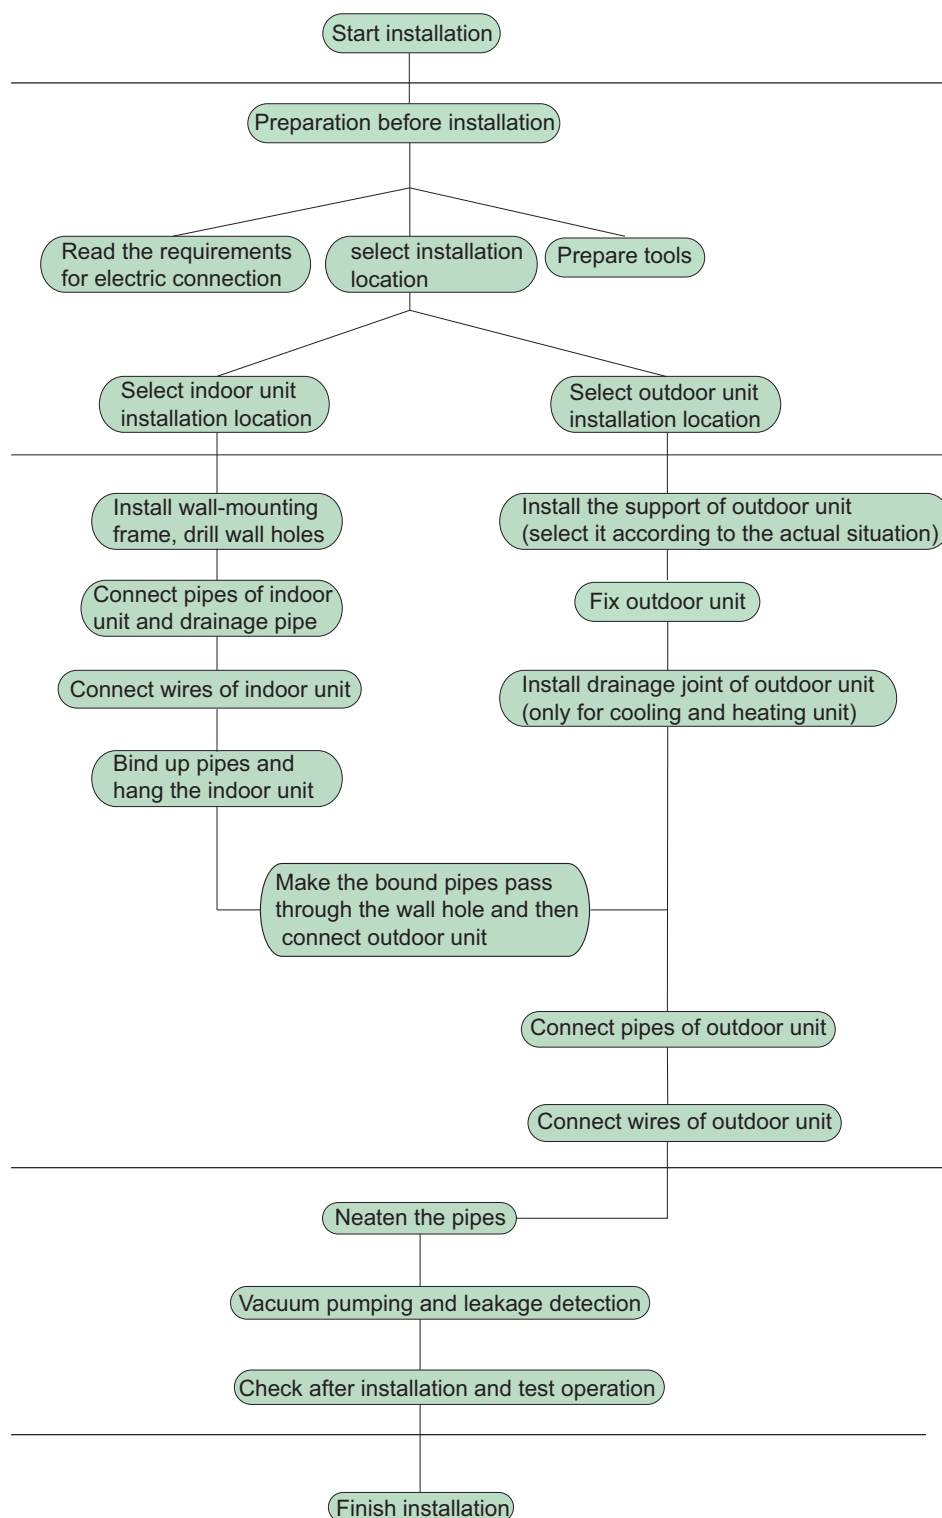 Start installation
Preparation before installation
Read the requirements
for electric connection
select installation
location
Prepare tools
Select indoor unit
installation location
Select outdoor unit
installation location
Install wall-mounting
frame, drill wall holes
Install the support of outdoor unit
(select it according to the actual situation)
Connect pipes of indoor
unit and drainage pipe
Fix outdoor unit
Connect wires of indoor unit
Install drainage joint of outdoor unit
(only for cooling and heating unit)
Bind up pipes and
hang the indoor unit
Make the bound pipes pass
through the wall hole and then
connect outdoor unit
Connect pipes of outdoor unit
Connect wires of outdoor unit
Neaten the pipes
Vacuum pumping and leakage detection
Check after installation and test operation
Finish installation